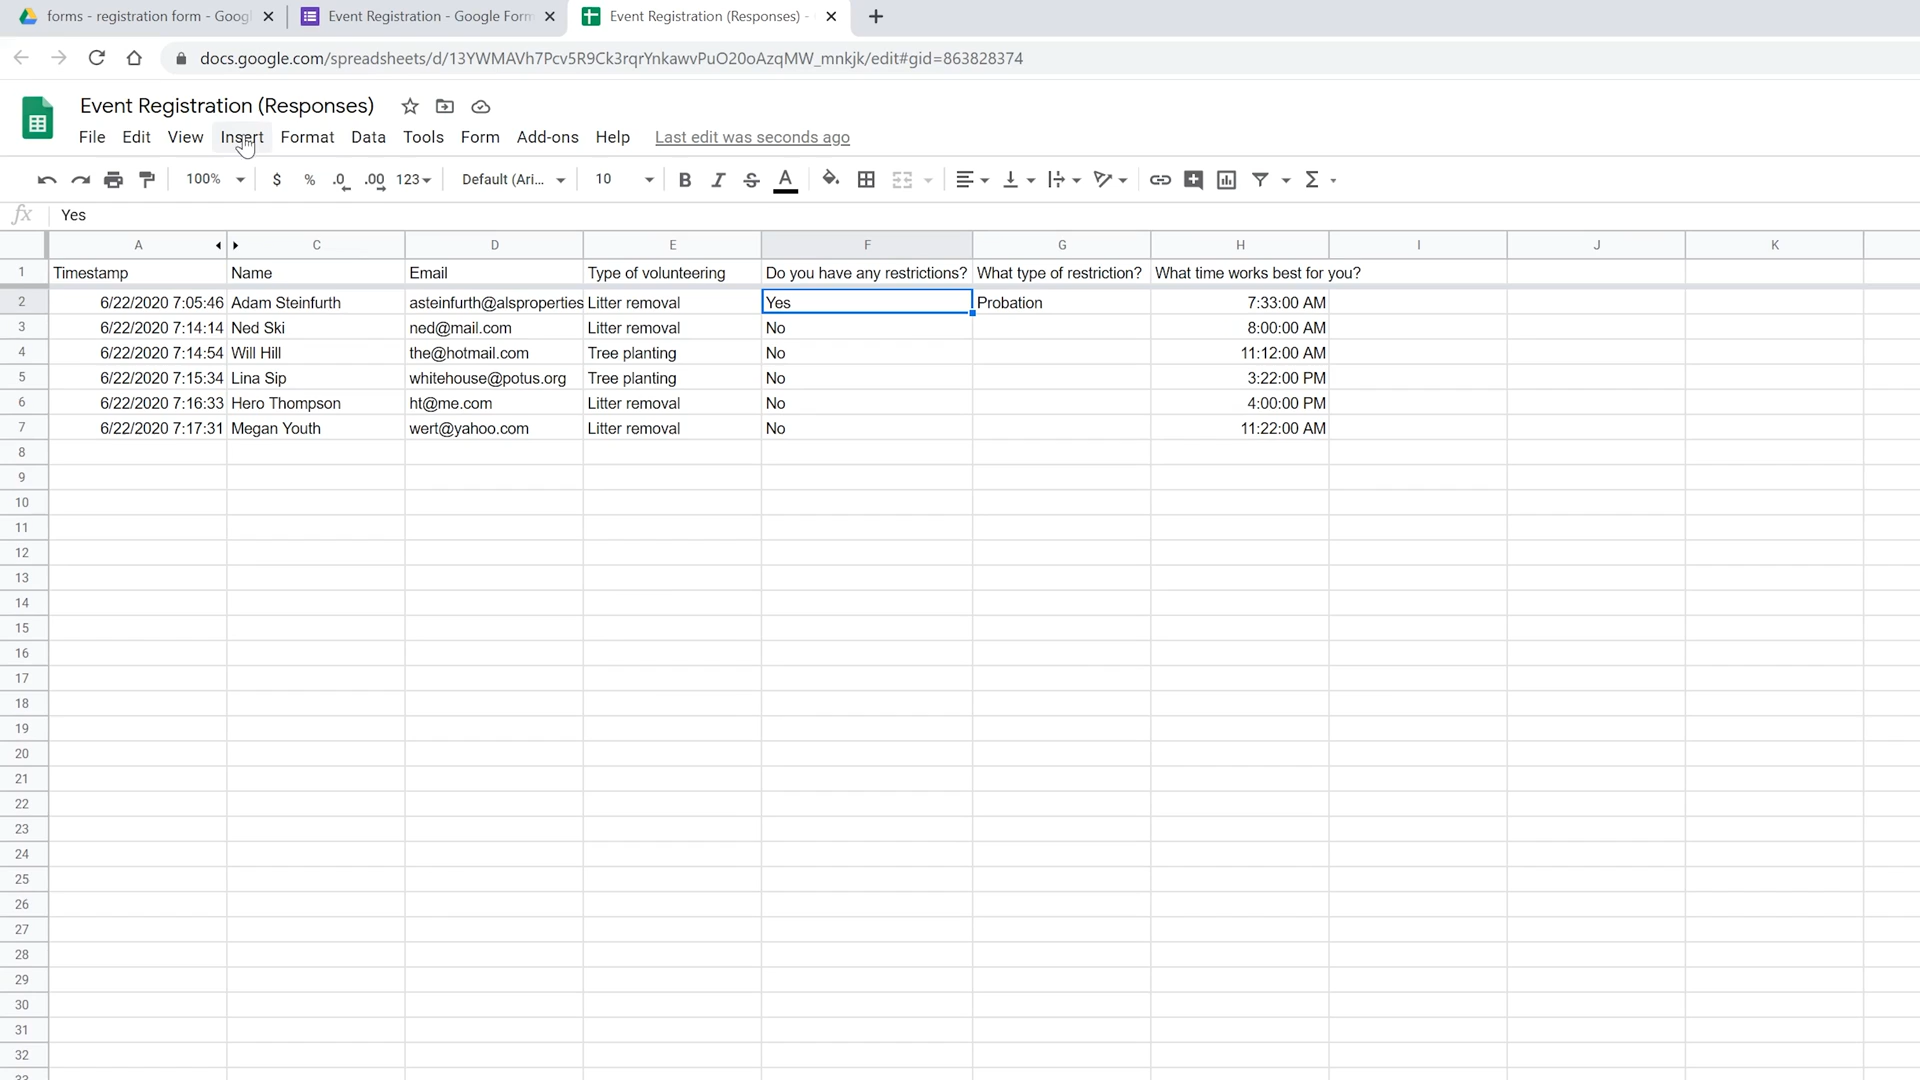 forms - registration form - Googl
Event Registration - Google Form
Event Registration (Responses) -
docs.google.com/spreadsheets/d/13YWMAVh7Pcv5R9Ck3rqrYnkawvPuO20oAzqMW_mnkjk/edit#gid=863828374
Event Registration (Responses)
File Edit View Insert Format Data Tools Form Add-ons Help Last edit was seconds ago
100% $ % .0 .00 123 Default (Ari... 10 B I S A Σ
fx Yes
A C D E F G H I J K
1 Timestamp Name Email Type of volunteering Do you have any restrictions? What type of restriction? What time works best for you?
2 6/22/2020 7:05:46 Adam Steinfurth asteinfurth@alsproperties Litter removal Yes Probation 7:33:00 AM
3 6/22/2020 7:14:14 Ned Ski ned@mail.com Litter removal No 8:00:00 AM
4 6/22/2020 7:14:54 Will Hill the@hotmail.com Tree planting No 11:12:00 AM
5 6/22/2020 7:15:34 Lina Sip whitehouse@potus.org Tree planting No 3:22:00 PM
6 6/22/2020 7:16:33 Hero Thompson ht@me.com Litter removal No 4:00:00 PM
7 6/22/2020 7:17:31 Megan Youth wert@yahoo.com Litter removal No 11:22:00 AM
8
9
10
11
12
13
14
15
16
17
18
19
20
21
22
23
24
25
26
27
28
29
30
31
32
33